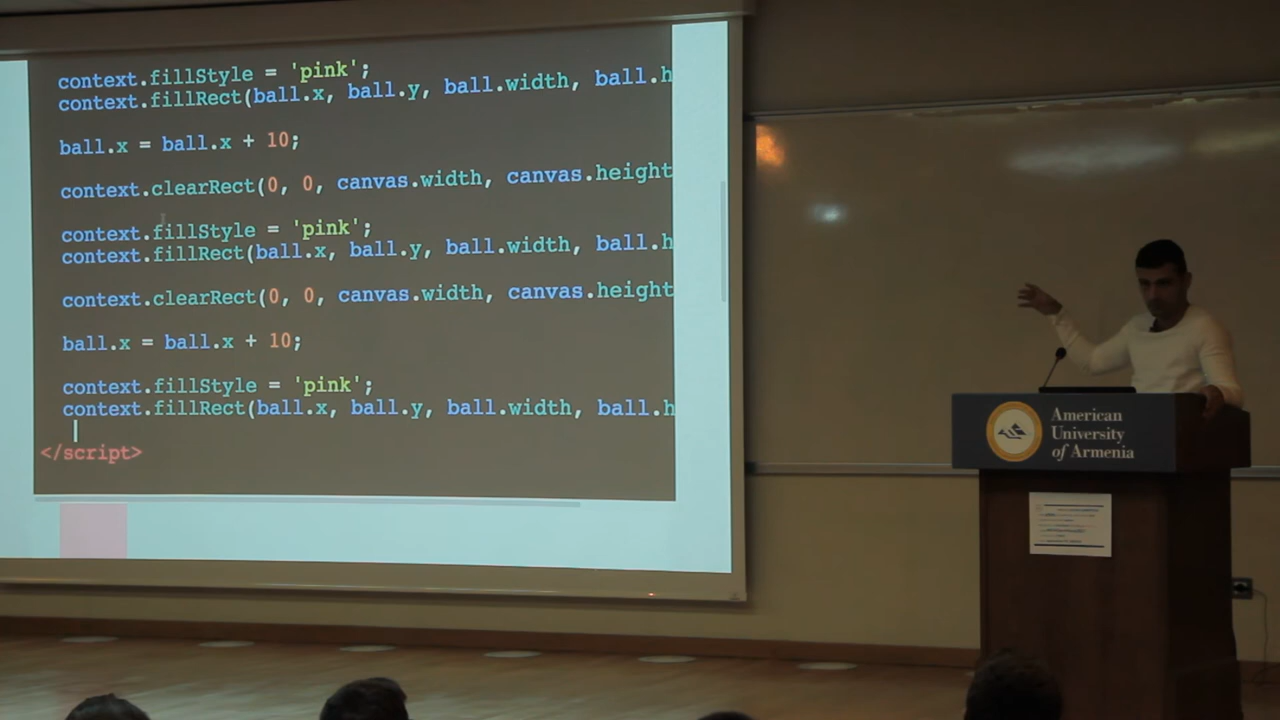 context.fillStyle = 'pink';
context.fillRect(ball.x, ball.y, ball.width, ball.h
ball.x = ball.x + 10;
context.clearRect(0, 0, canvas.width, canvas.height
context.fillStyle = 'pink';
context.fillRect(ball.x, ball.y, ball.width, ball.h
context.clearRect(0, 0, canvas.width, canvas.height
ball.x = ball.x + 10;
context.fillStyle = 'pink';
context.fillRect(ball.x, ball.y, ball.width, ball.h
</script>
American
University
of Armenia